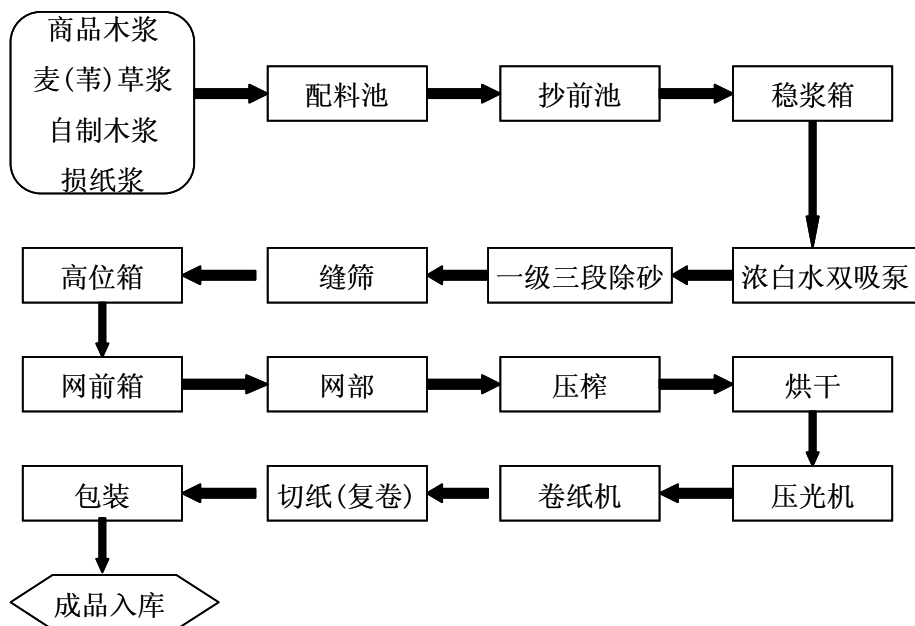 商品木浆
麦(苇)草浆
自制木浆
损纸浆
配料池
抄前池
稳浆箱
浓白水双吸泵
一级三段除砂
缝筛
高位箱
网前箱
网部
压榨
烘干
压光机
卷纸机
切纸(复卷)
包装
成品入库